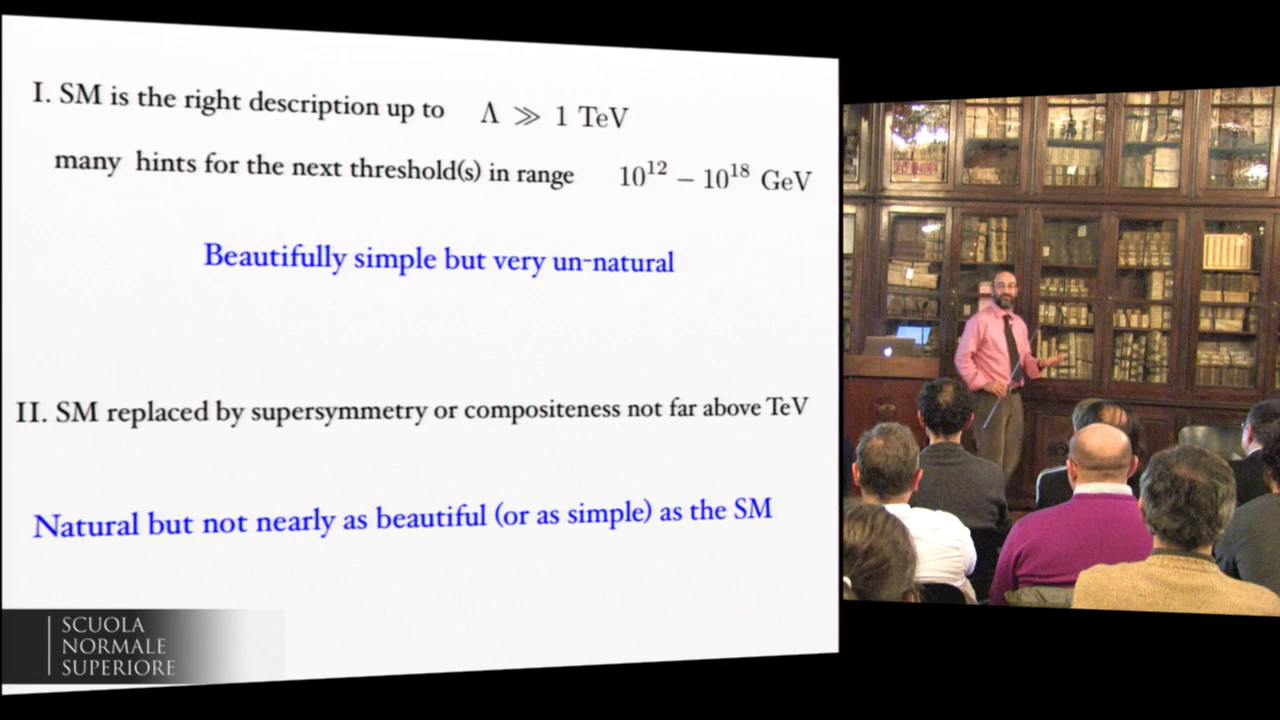 I. SM is the right description up to Λ ≫ 1 TeV
many hints for the next threshold(s) in range 10¹² – 10¹⁸ GeV
Beautifully simple but very un-natural
II. SM replaced by supersymmetry or compositeness not far above TeV
Natural but not nearly as beautiful (or as simple) as the SM
SCUOLA
NORMALE
SUPERIORE